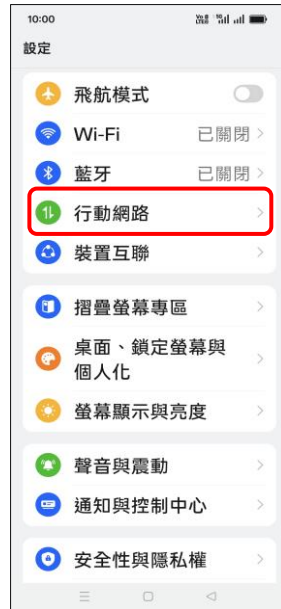 10:00
設定
飛航模式
Wi-Fi 已關閉
藍牙 已關閉
行動網路
裝置互聯
摺疊螢幕專區
桌面、鎖定螢幕與
個人化
螢幕顯示與亮度
聲音與震動
通知與控制中心
安全性與隱私權